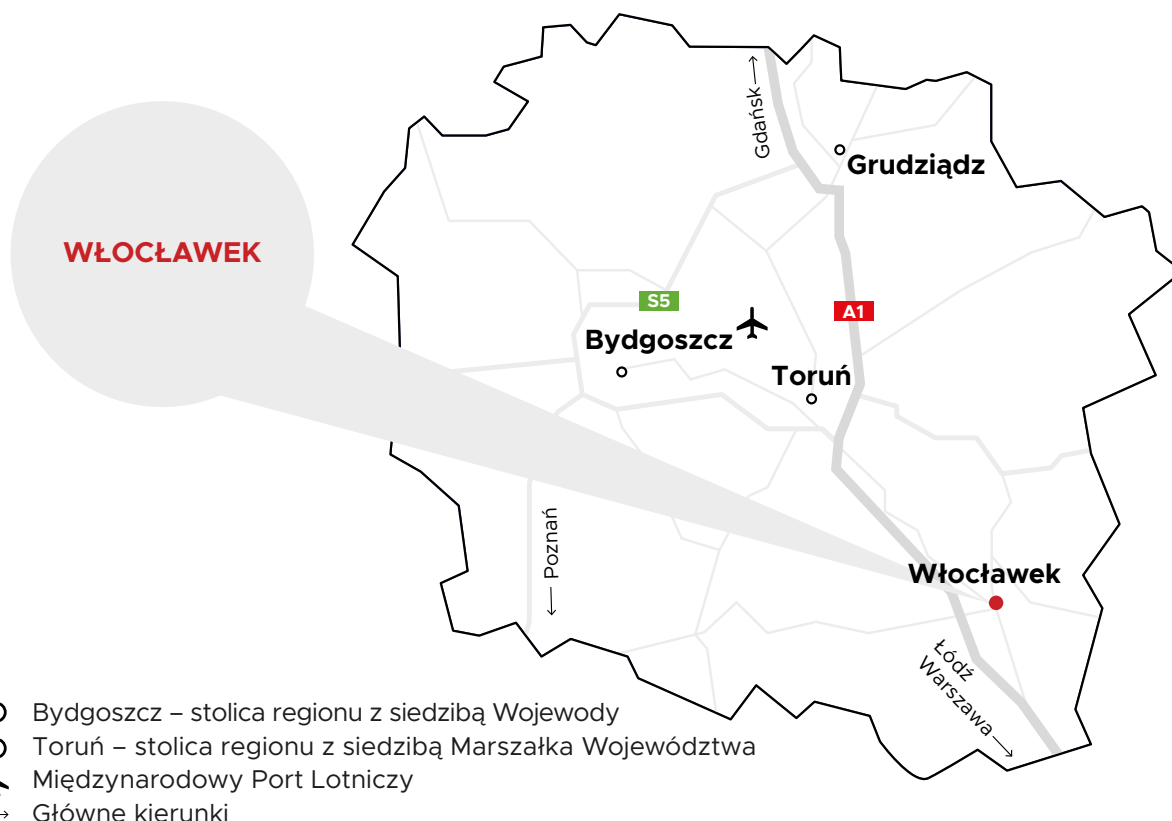 Gdańsk
Grudziądz
WŁOCŁAWEK
S5
A1
Bydgoszcz
Toruń
Poznań
Włocławek
Łódź
Warszawa
Bydgoszcz – stolica regionu z siedzibą Wojewody
Toruń – stolica regionu z siedzibą Marszałka Województwa
Międzynarodowy Port Lotniczy
Główne kierunki